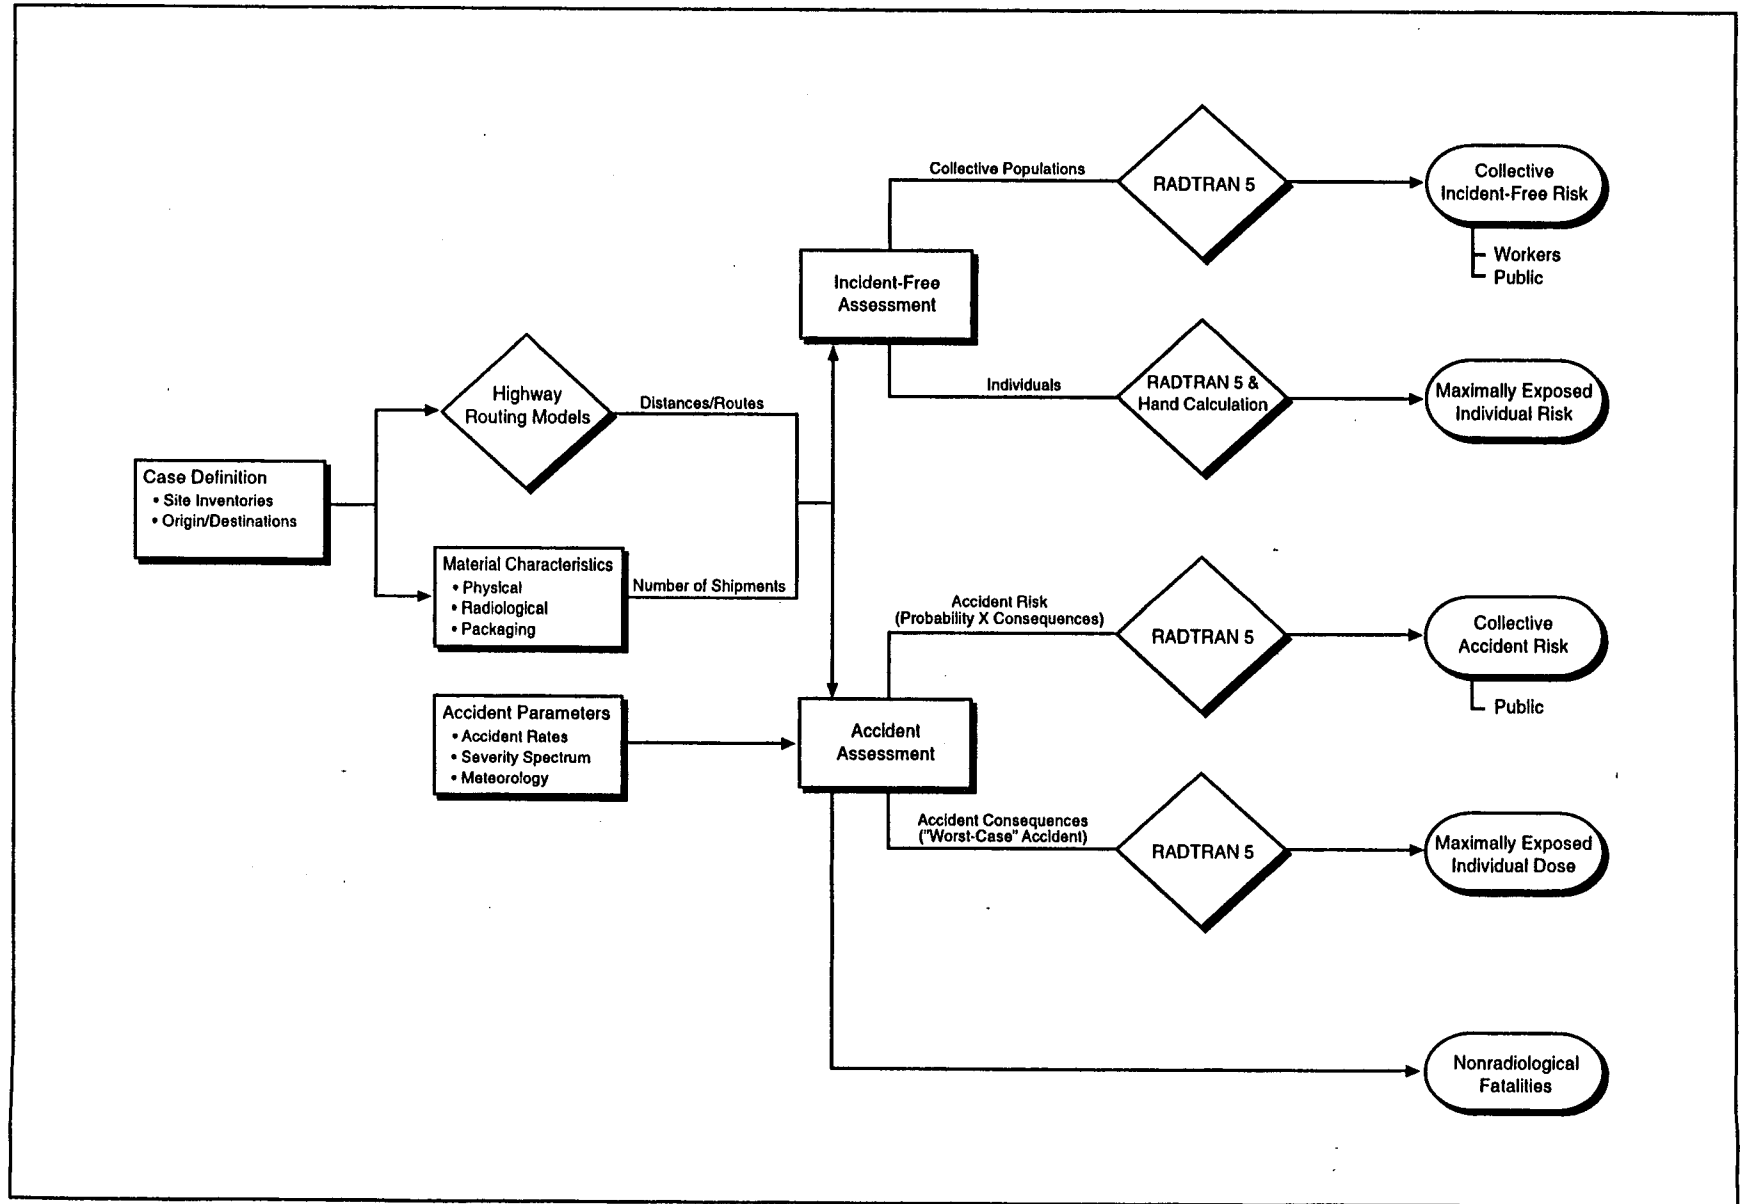 Case Definition
• Site Inventories
• Origin/Destinations
Highway
Routing Models
Distances/Routes
Material Characteristics
• Physical
• Radiological
• Packaging
Number of Shipments
Accident Parameters
• Accident Rates
• Severity Spectrum
• Meteorology
Incident-Free
Assessment
Collective Populations
RADTRAN 5
Collective
Incident-Free Risk
Workers
Public
Individuals
RADTRAN 5 &
Hand Calculation
Maximally Exposed
Individual Risk
Accident
Assessment
Accident Risk
(Probability X Consequences)
RADTRAN 5
Collective
Accident Risk
Public
Accident Consequences
("Worst-Case" Accident)
RADTRAN 5
Maximally Exposed
Individual Dose
Nonradiological
Fatalities